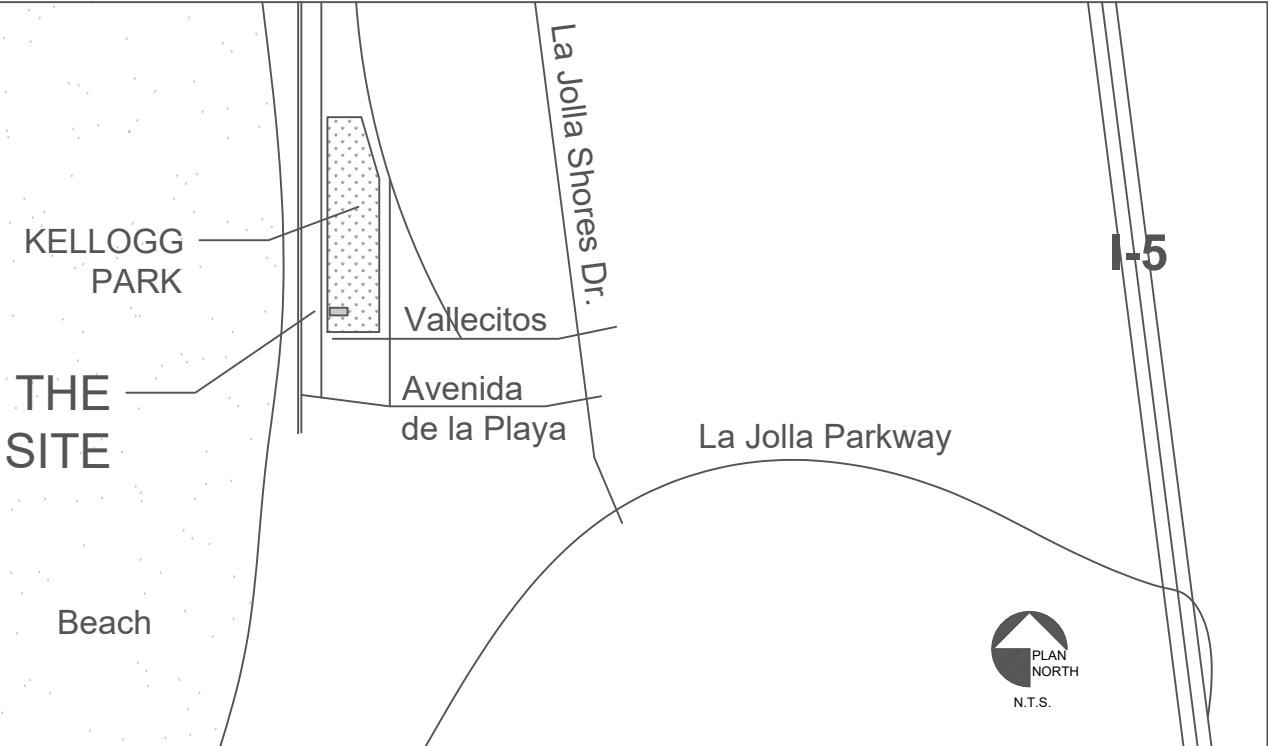 La Jolla Shores Dr.
KELLOGG
PARK
I-5
Vallecitos
THE
SITE
Avenida
de la Playa
La Jolla Parkway
Beach
PLAN
NORTH
N.T.S.